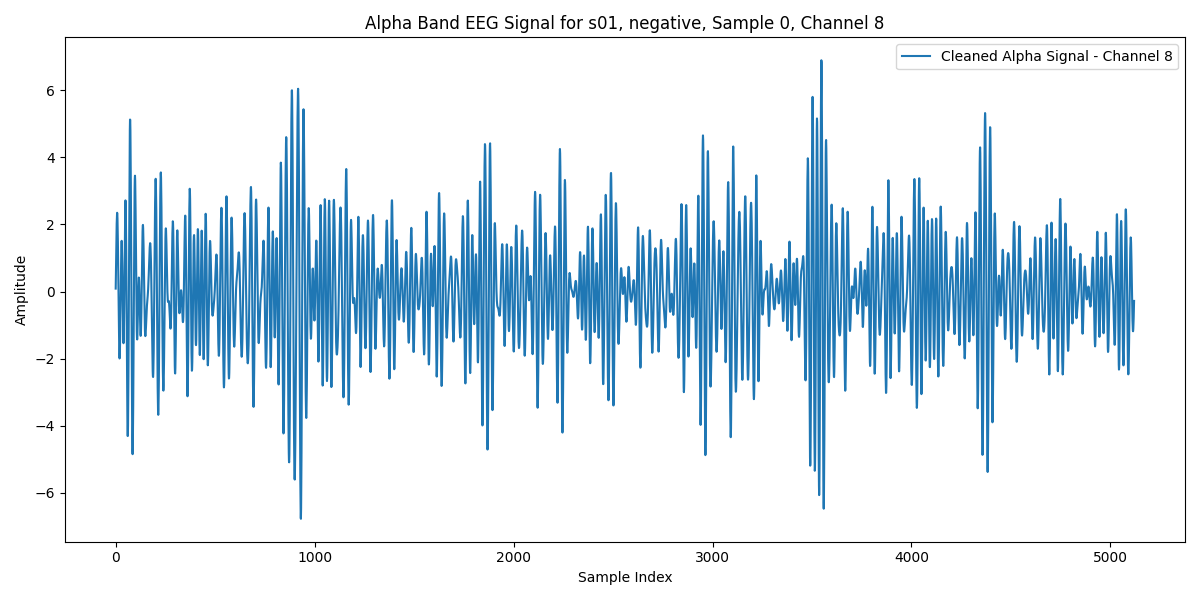 Alpha Band EEG Signal for s01, negative, Sample 0, Channel 8
Cleaned Alpha Signal - Channel 8
Amplitude
6
4
2
0
−2
−4
−6
0 1000 2000 3000 4000 5000
Sample Index